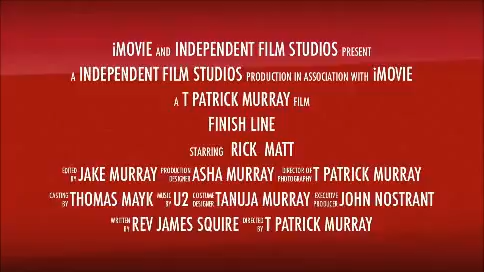 iMOVIE AND INDEPENDENT FILM STUDIOS PRESENT
A INDEPENDENT FILM STUDIOS PRODUCTION IN ASSOCIATION WITH iMOVIE
A T PATRICK MURRAY FILM
FINISH LINE
STARRING RICK MATT
EDITED BY JAKE MURRAY PRODUCTION DESIGNER ASHA MURRAY DIRECTOR OF PHOTOGRAPHY T PATRICK MURRAY
CASTING BY THOMAS MAYK MUSIC BY U2 COSTUME DESIGNER TANUJA MURRAY EXECUTIVE PRODUCER JOHN NOSTRANT
WRITTEN BY REV JAMES SQUIRE DIRECTED BY T PATRICK MURRAY